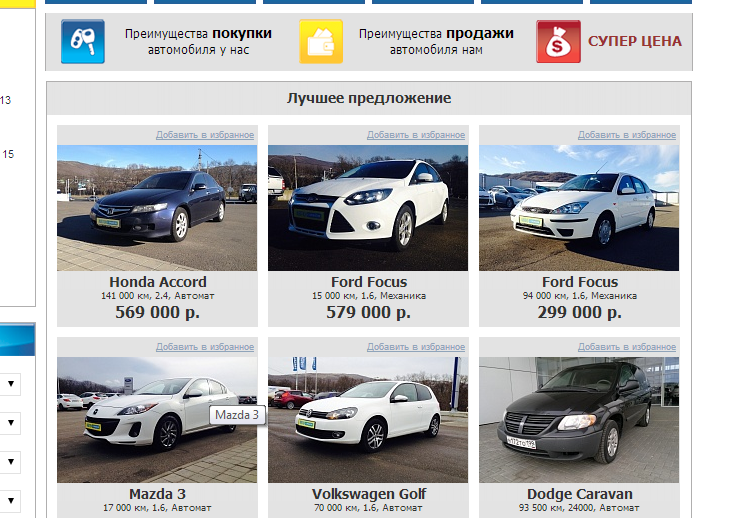 Преимущества покупки
автомобиля у нас
Преимущества продажи
автомобиля нам
СУПЕР ЦЕНА
13
15
Лучшее предложение
Добавить в избранное
Добавить в избранное
Добавить в избранное
Honda Accord
141 000 км, 2.4, Автомат
569 000 р.
Ford Focus
15 000 км, 1.6, Механика
579 000 р.
Ford Focus
94 000 км, 1.6, Механика
299 000 р.
Добавить в избранное
Добавить в избранное
Добавить в избранное
Mazda 3
Mazda 3
17 000 км, 1.6, Автомат
Volkswagen Golf
70 000 км, 1.6, Автомат
Dodge Caravan
93 500 км, 24000, Автомат